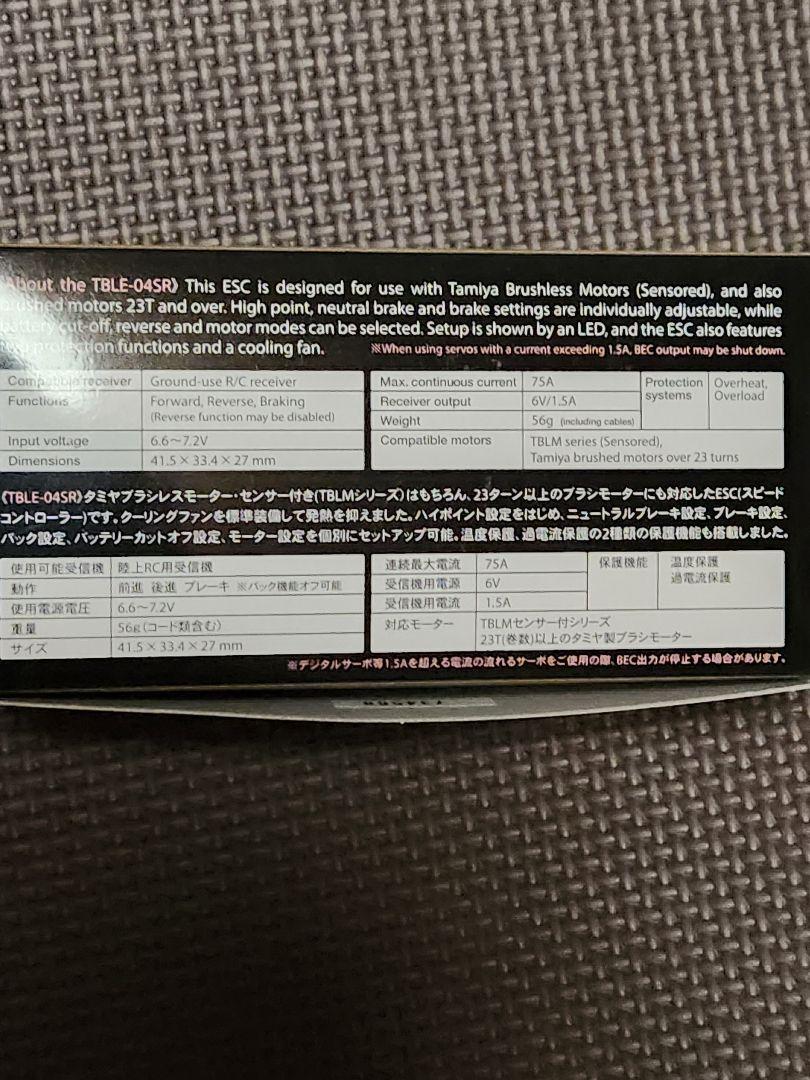 About the TBLE-04SR》 This ESC is designed for use with Tamiya Brushless Motors (Sensored), and also
brushed motors 23T and over. High point, neutral brake and brake settings are individually adjustable, while
battery cut-off, reverse and motor modes can be selected. Setup is shown by an LED, and the ESC also features
two protection functions and a cooling fan.
※When using servos with a current exceeding 1.5A, BEC output may be shut down.
Compatible receiver Ground-use R/C receiver
Functions Forward, Reverse, Braking
(Reverse function may be disabled)
Input voltage 6.6～7.2V
Dimensions 41.5 × 33.4 × 27 mm
Max. continuous current 75A
Receiver output 6V/1.5A
Weight 56g (including cables)
Compatible motors TBLM series (Sensored),
Tamiya brushed motors over 23 turns
Protection Overheat,
systems Overload
《TBLE-04SR》タミヤブラシレスモーター・センサー付き(TBLMシリーズ)はもちろん、23ターン以上のブラシモーターにも対応したESC(スピード
コントローラー)です。クーリングファンを標準装備して発熱を抑えました。ハイポイント設定をはじめ、ニュートラルブレーキ設定、ブレーキ設定、
バック設定、バッテリーカットオフ設定、モーター設定を個別にセットアップ可能。温度保護、過電流保護の2種類の保護機能も搭載しました。
使用可能受信機 陸上RC用受信機
動作 前進 後進 ブレーキ ※バック機能オフ可能
使用電源電圧 6.6～7.2V
重量 56g(コード類含む)
サイズ 41.5 × 33.4 × 27 mm
連続最大電流 75A
受信機用電源 6V
受信機用電流 1.5A
対応モーター TBLMセンサー付シリーズ
23T(巻数)以上のタミヤ製ブラシモーター
保護機能 温度保護
過電流保護
※デジタルサーボ等1.5Aを超える電流の流れるサーボをご使用の際、BEC出力が停止する場合があります。